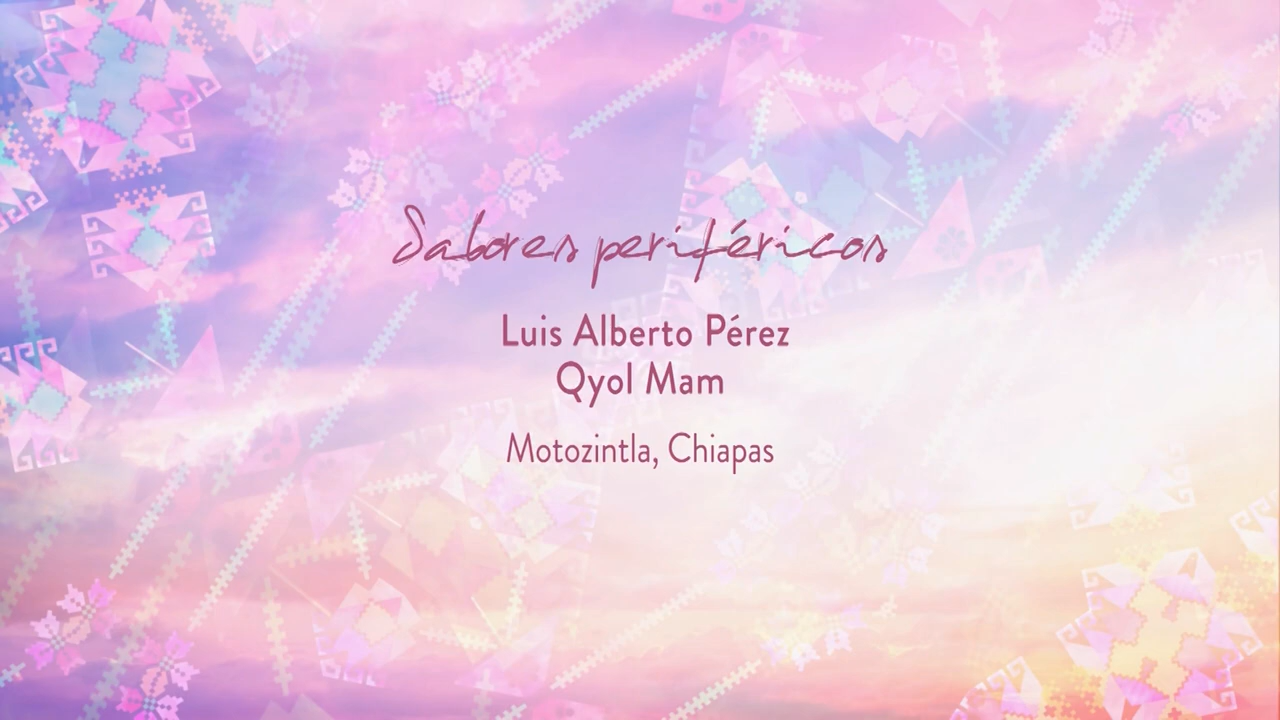 Sabores periféricos
Luis Alberto Pérez
Qyol Mam
Motozintla, Chiapas